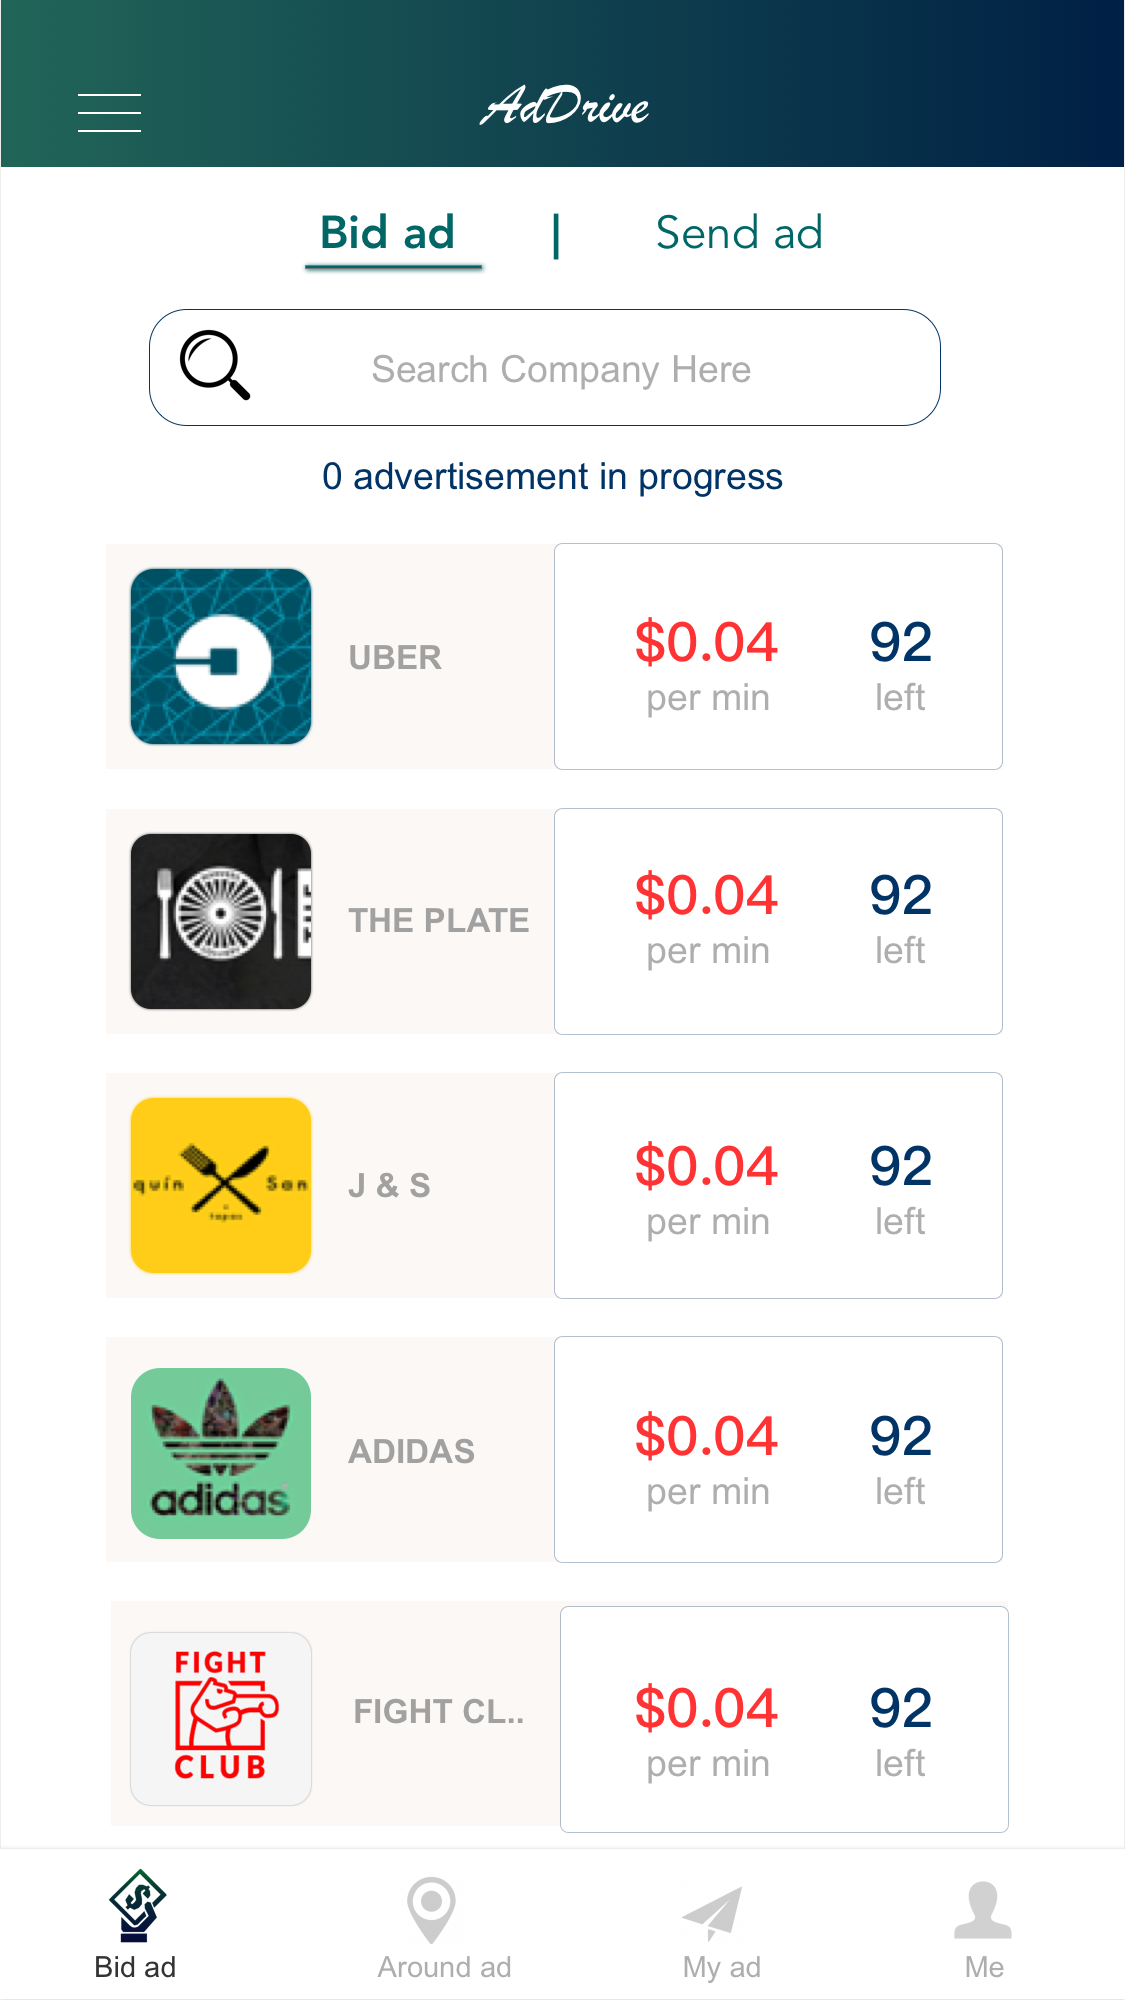 AdDrive
Bid ad | Send ad
Search Company Here
0 advertisement in progress
UBER
$0.04
per min
92
left
THE PLATE
$0.04
per min
92
left
quín San
J & S
$0.04
per min
92
left
adidas
ADIDAS
$0.04
per min
92
left
FIGHT
CLUB
FIGHT CL..
$0.04
per min
92
left
Bid ad
Around ad
My ad
Me